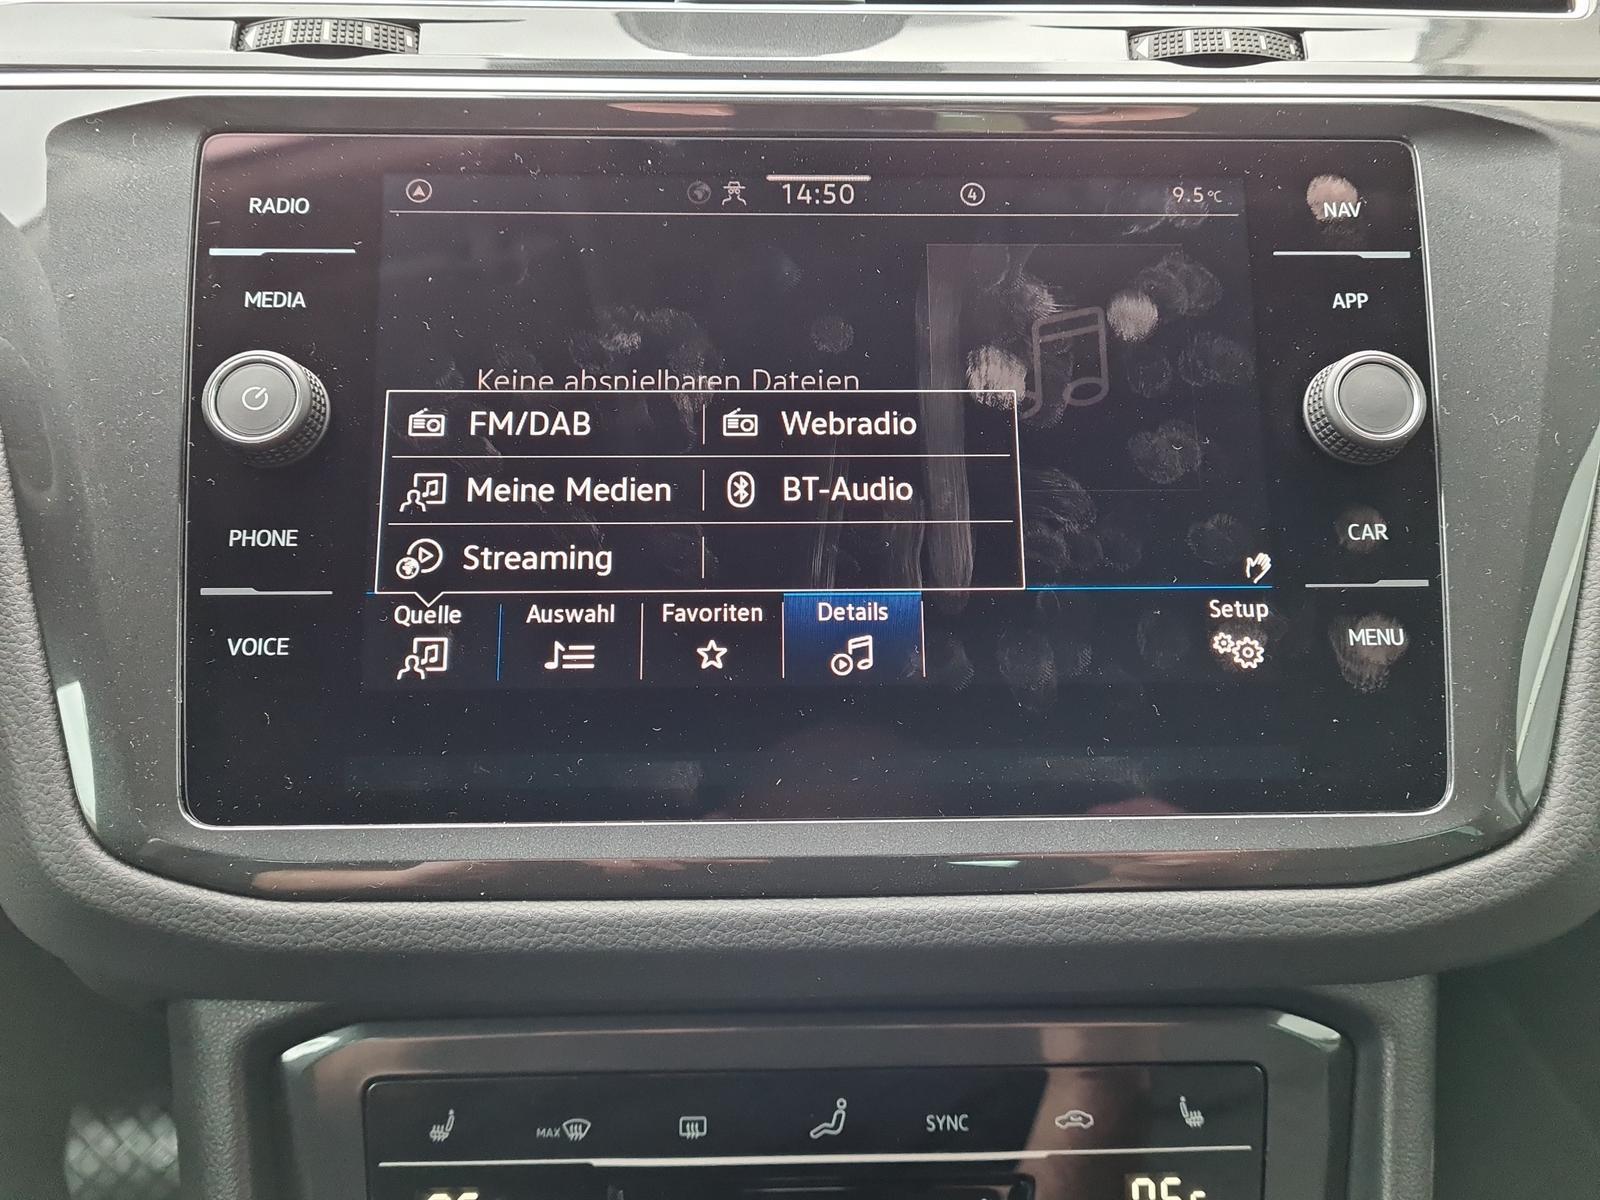 14:50 4 9.5°C
RADIO
NAV
MEDIA
APP
Keine abspielbaren Dateien
FM/DAB Webradio
Meine Medien BT-Audio
Streaming
PHONE
CAR
Quelle Auswahl Favoriten Details Setup
VOICE
MENU
MAX
SYNC